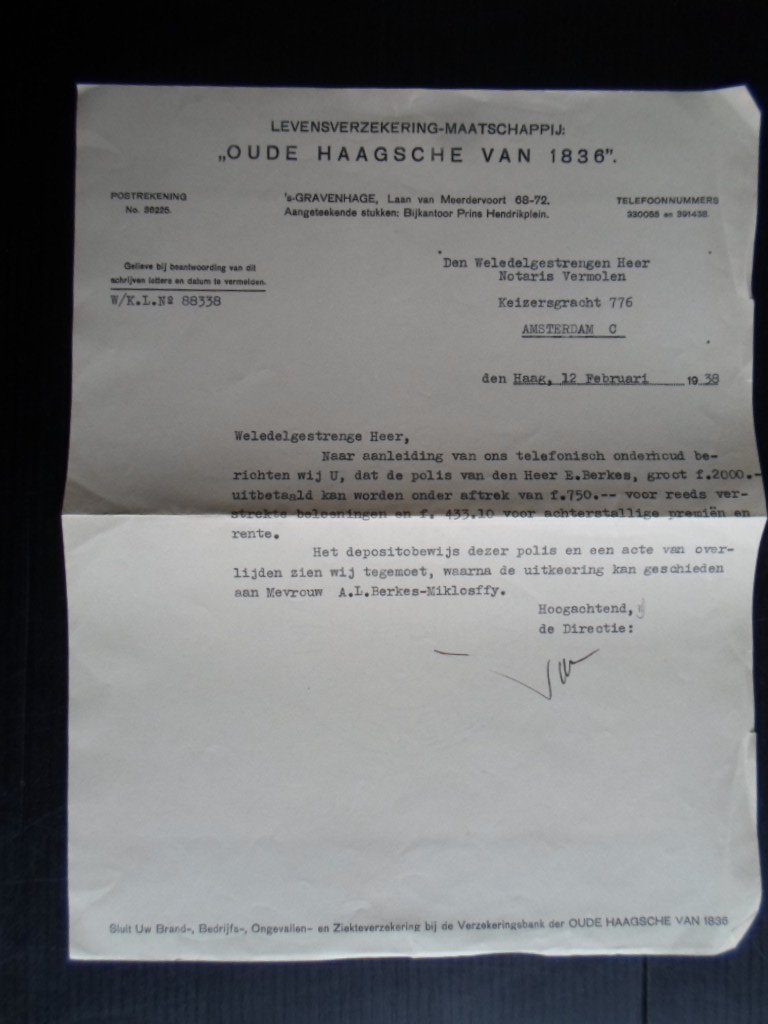 LEVENSVERZEKERING-MAATSCHAPPIJ:
„OUDE HAAGSCHE VAN 1836”.
POSTREKENING
No. 36225.
's-GRAVENHAGE, Laan van Meerdervoort 68-72.
Aangeteekende stukken: Bijkantoor Prins Hendrikplein.
TELEFOONNUMMERS
330055 en 391438.
Gelieve bij beantwoording van dit
schrijven letters en datum te vermelden.
W/K.L.Nº 88338
Den Weledelgestrengen Heer
Notaris Vermolen
Keizersgracht 776
AMSTERDAM C
den Haag, 12 Februari 1938
Weledelgestrenge Heer,
Naar aanleiding van ons telefonisch onderhoud be-
richten wij U, dat de polis van den Heer E.Berkes, groot f.2000.-
uitbetaald kan worden onder aftrek van f.750.-- voor reeds ver-
strekte beleeningen en f. 433.10 voor achterstallige premiën en
rente.
Het depositobewijs dezer polis en een acte van over-
lijden zien wij tegemoet, waarna de uitkeering kan geschieden
aan Mevrouw A.L.Berkes-Miklosffy.
Hoogachtend,
de Directie:
Sluit Uw Brand-, Bedrijfs-, Ongevallen- en Ziekteverzekering bij de Verzekeringsbank der OUDE HAAGSCHE VAN 1836